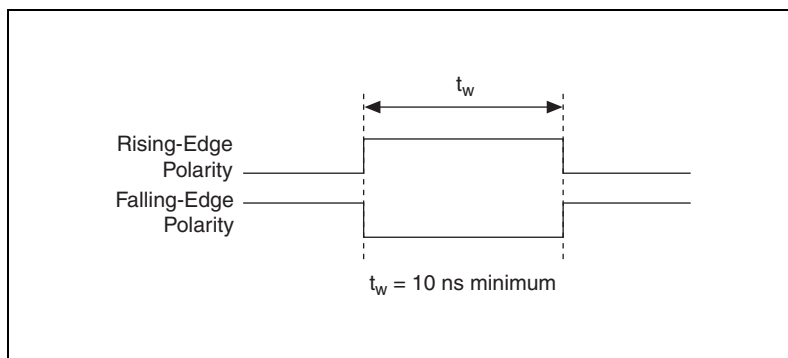 t_w
Rising-Edge
Polarity
Falling-Edge
Polarity
t_w = 10 ns minimum